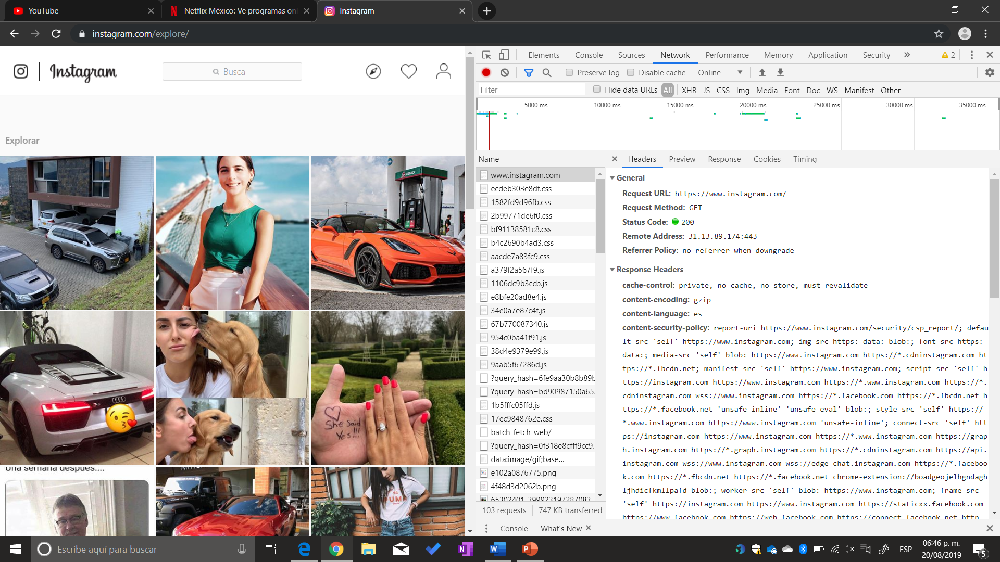 YouTube
Netflix México: Ve programas onl
Instagram
instagram.com/explore/
Instagram
Busca
Explorar
PEMEX
She said
Yes!!!
Una semana después....
RUBICON
Elements Console Sources Network Performance Memory Application Security 2
Preserve log Disable cache Online
Filter Hide data URLs All XHR JS CSS Img Media Font Doc WS Manifest Other
5000 ms 10000 ms 15000 ms 20000 ms 25000 ms 30000 ms 35000 ms
Name
www.instagram.com
ecdeb303e8df.css
1582fd9d96fb.css
2b99771de6f0.css
bf91138581c8.css
b4c2690b4ad3.css
aacde7a83fc9.css
a379f2a567f9.js
1106dc9b3ccb.js
e8bfe20ad8e4.js
34e0a7e87c4f.js
67b770087340.js
954c0ba41f91.js
38d4e9379e99.js
9aab5f67286d.js
?query_hash=6fe9aa30b8b89b
?query_hash=bd90987150a65.
1b5fffc05ffd.js
17ec9848762e.css
batch_fetch_web/
?query_hash=0f318e8cfff9cc9.
data:image/gif;base...
e102a0876775.png
4f48d3d2062b.png
65302401_399923197287083
103 requests 747 KB transferred
Headers Preview Response Cookies Timing
General
Request URL: https://www.instagram.com/
Request Method: GET
Status Code: 200
Remote Address: 31.13.89.174:443
Referrer Policy: no-referrer-when-downgrade
Response Headers
cache-control: private, no-cache, no-store, must-revalidate
content-encoding: gzip
content-language: es
content-security-policy: report-uri https://www.instagram.com/security/csp_report/; defau
lt-src 'self' https://www.instagram.com; img-src https: data: blob:; font-src https:
data:; media-src 'self' blob: https://www.instagram.com https://*.cdninstagram.com ht
tps://*.fbcdn.net; manifest-src 'self' https://www.instagram.com; script-src 'self' h
ttps://instagram.com https://www.instagram.com https://*.www.instagram.com https://*.
cdninstagram.com wss://www.instagram.com https://*.facebook.com https://*.fbcdn.net h
ttps://*.facebook.net 'unsafe-inline' 'unsafe-eval' blob:; style-src 'self' https://
*.www.instagram.com https://www.instagram.com 'unsafe-inline'; connect-src 'self' htt
ps://instagram.com https://www.instagram.com https://*.www.instagram.com https://grap
h.instagram.com https://*.graph.instagram.com https://*.cdninstagram.com https://api.
instagram.com wss://www.instagram.com wss://edge-chat.instagram.com https://*.faceboo
k.com https://*.fbcdn.net https://*.facebook.net chrome-extension://boadgeojelhgndagh
ljhdicfkmllpafd blob:; worker-src 'self' blob: https://www.instagram.com; frame-src
'self' https://instagram.com https://www.instagram.com https://staticxx.facebook.com
https://www.facebook.com https://web.facebook.com https://connect.facebook.net http
Console What's New
Escribe aquí para buscar
ESP
06:46 p. m.
20/08/2019
5